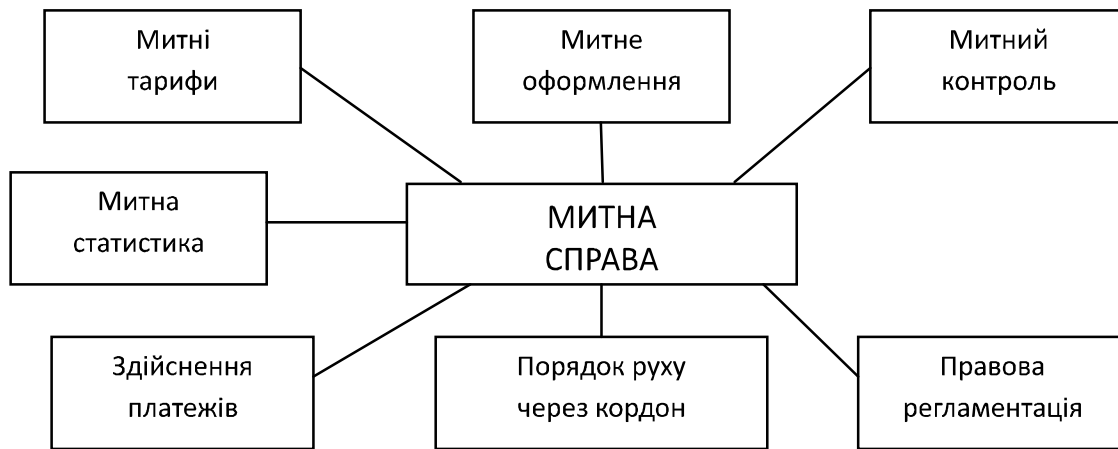 Митні
тарифи
Митне
оформлення
Митний
контроль
Митна
статистика
МИТНА
СПРАВА
Здійснення
платежів
Порядок руху
через кордон
Правова
регламентація